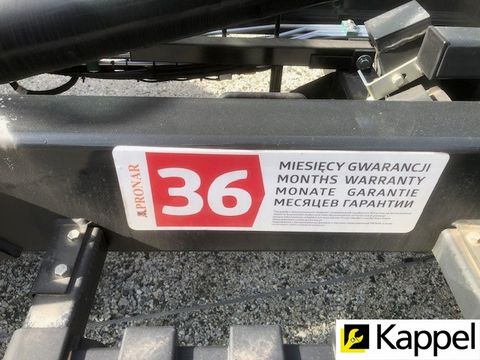 PRONAR
36
MIESIĘCY GWARANCJI
MONTHS WARRANTY
MONATE GARANTIE
МЕСЯЦЕВ ГАРАНТИИ
Kappel